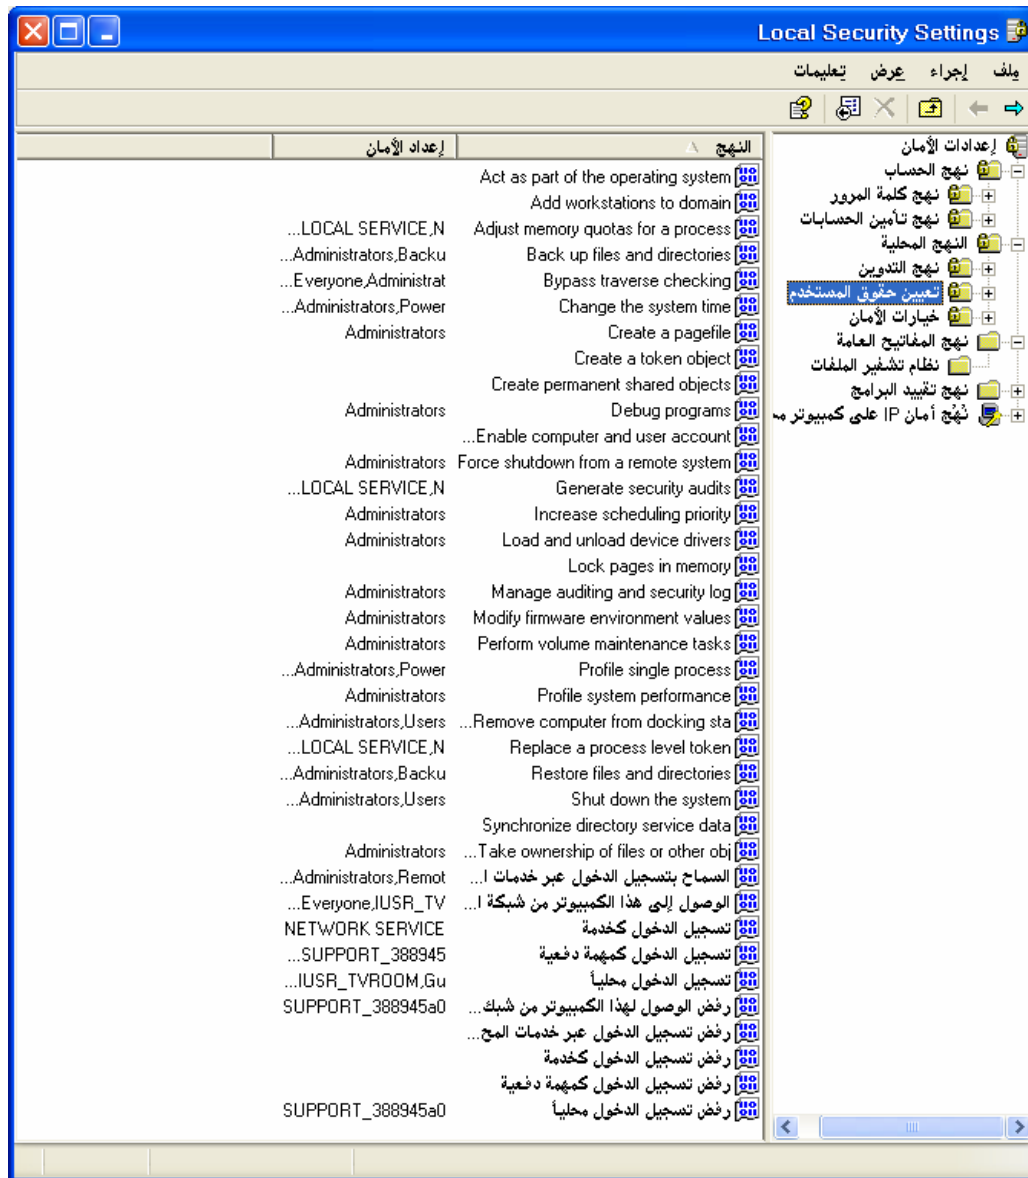 Local Security Settings
ملف إجراء عرض تعليمات
إعدادات الأمان
نهج الحساب
نهج كلمة المرور
نهج تأمين الحسابات
النهج المحلية
نهج التدوين
تعيين حقوق المستخدم
خيارات الأمان
نهج المفاتيح العامة
نظام تشفير الملفات
نهج تقييد البرامج
نُهُج أمان IP على كمبيوتر مح
النهج إعداد الأمان
Act as part of the operating system
Add workstations to domain
Adjust memory quotas for a process LOCAL SERVICE,N...
Back up files and directories Administrators,Backu...
Bypass traverse checking Everyone,Administrat...
Change the system time Administrators,Power...
Create a pagefile Administrators
Create a token object
Create permanent shared objects
Debug programs Administrators
Enable computer and user account...
Force shutdown from a remote system Administrators
Generate security audits LOCAL SERVICE,N...
Increase scheduling priority Administrators
Load and unload device drivers Administrators
Lock pages in memory
Manage auditing and security log Administrators
Modify firmware environment values Administrators
Perform volume maintenance tasks Administrators
Profile single process Administrators,Power...
Profile system performance Administrators
Remove computer from docking sta... Administrators,Users...
Replace a process level token LOCAL SERVICE,N...
Restore files and directories Administrators,Backu...
Shut down the system Administrators,Users...
Synchronize directory service data
Take ownership of files or other obj... Administrators
السماح بتسجيل الدخول عبر خدمات ا... Administrators,Remot...
الوصول إلى هذا الكمبيوتر من شبكة ا... Everyone,IUSR_TV...
تسجيل الدخول كخدمة NETWORK SERVICE
تسجيل الدخول كمهمة دفعية SUPPORT_388945...
تسجيل الدخول محلياً IUSR_TVROOM,Gu...
رفض الوصول لهذا الكمبيوتر من شبك... SUPPORT_388945a0
رفض تسجيل الدخول عبر خدمات المح...
رفض تسجيل الدخول كخدمة
رفض تسجيل الدخول كمهمة دفعية
رفض تسجيل الدخول محلياً SUPPORT_388945a0